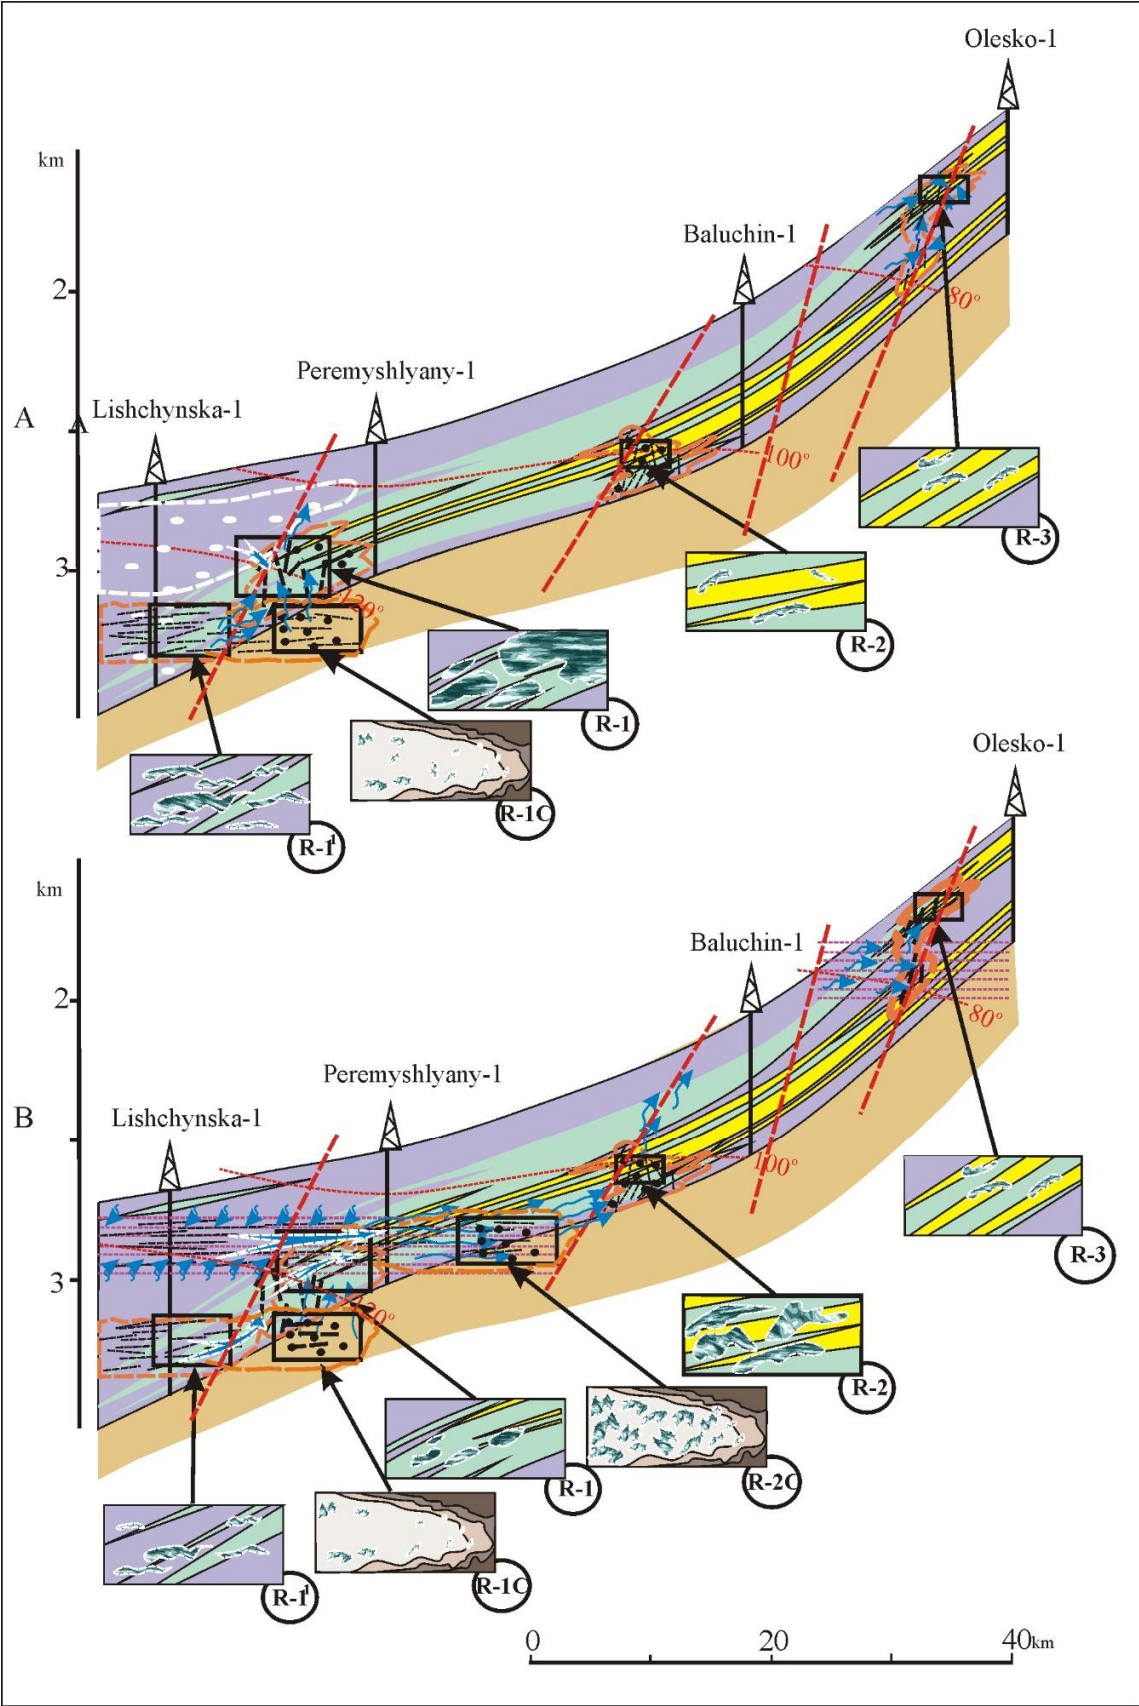 Olesko-1
km
Baluchin-1
2
80°
Peremyshlyany-1
A
Lishchynska-1
A
100°
R-3
3
120°
R-2
R-1
R-1C
R-1¹
Olesko-1
km
Baluchin-1
2
80°
Peremyshlyany-1
B
Lishchynska-1
100°
R-3
3
120°
R-2
R-1
R-2C
R-1¹
R-1C
0
20
40km